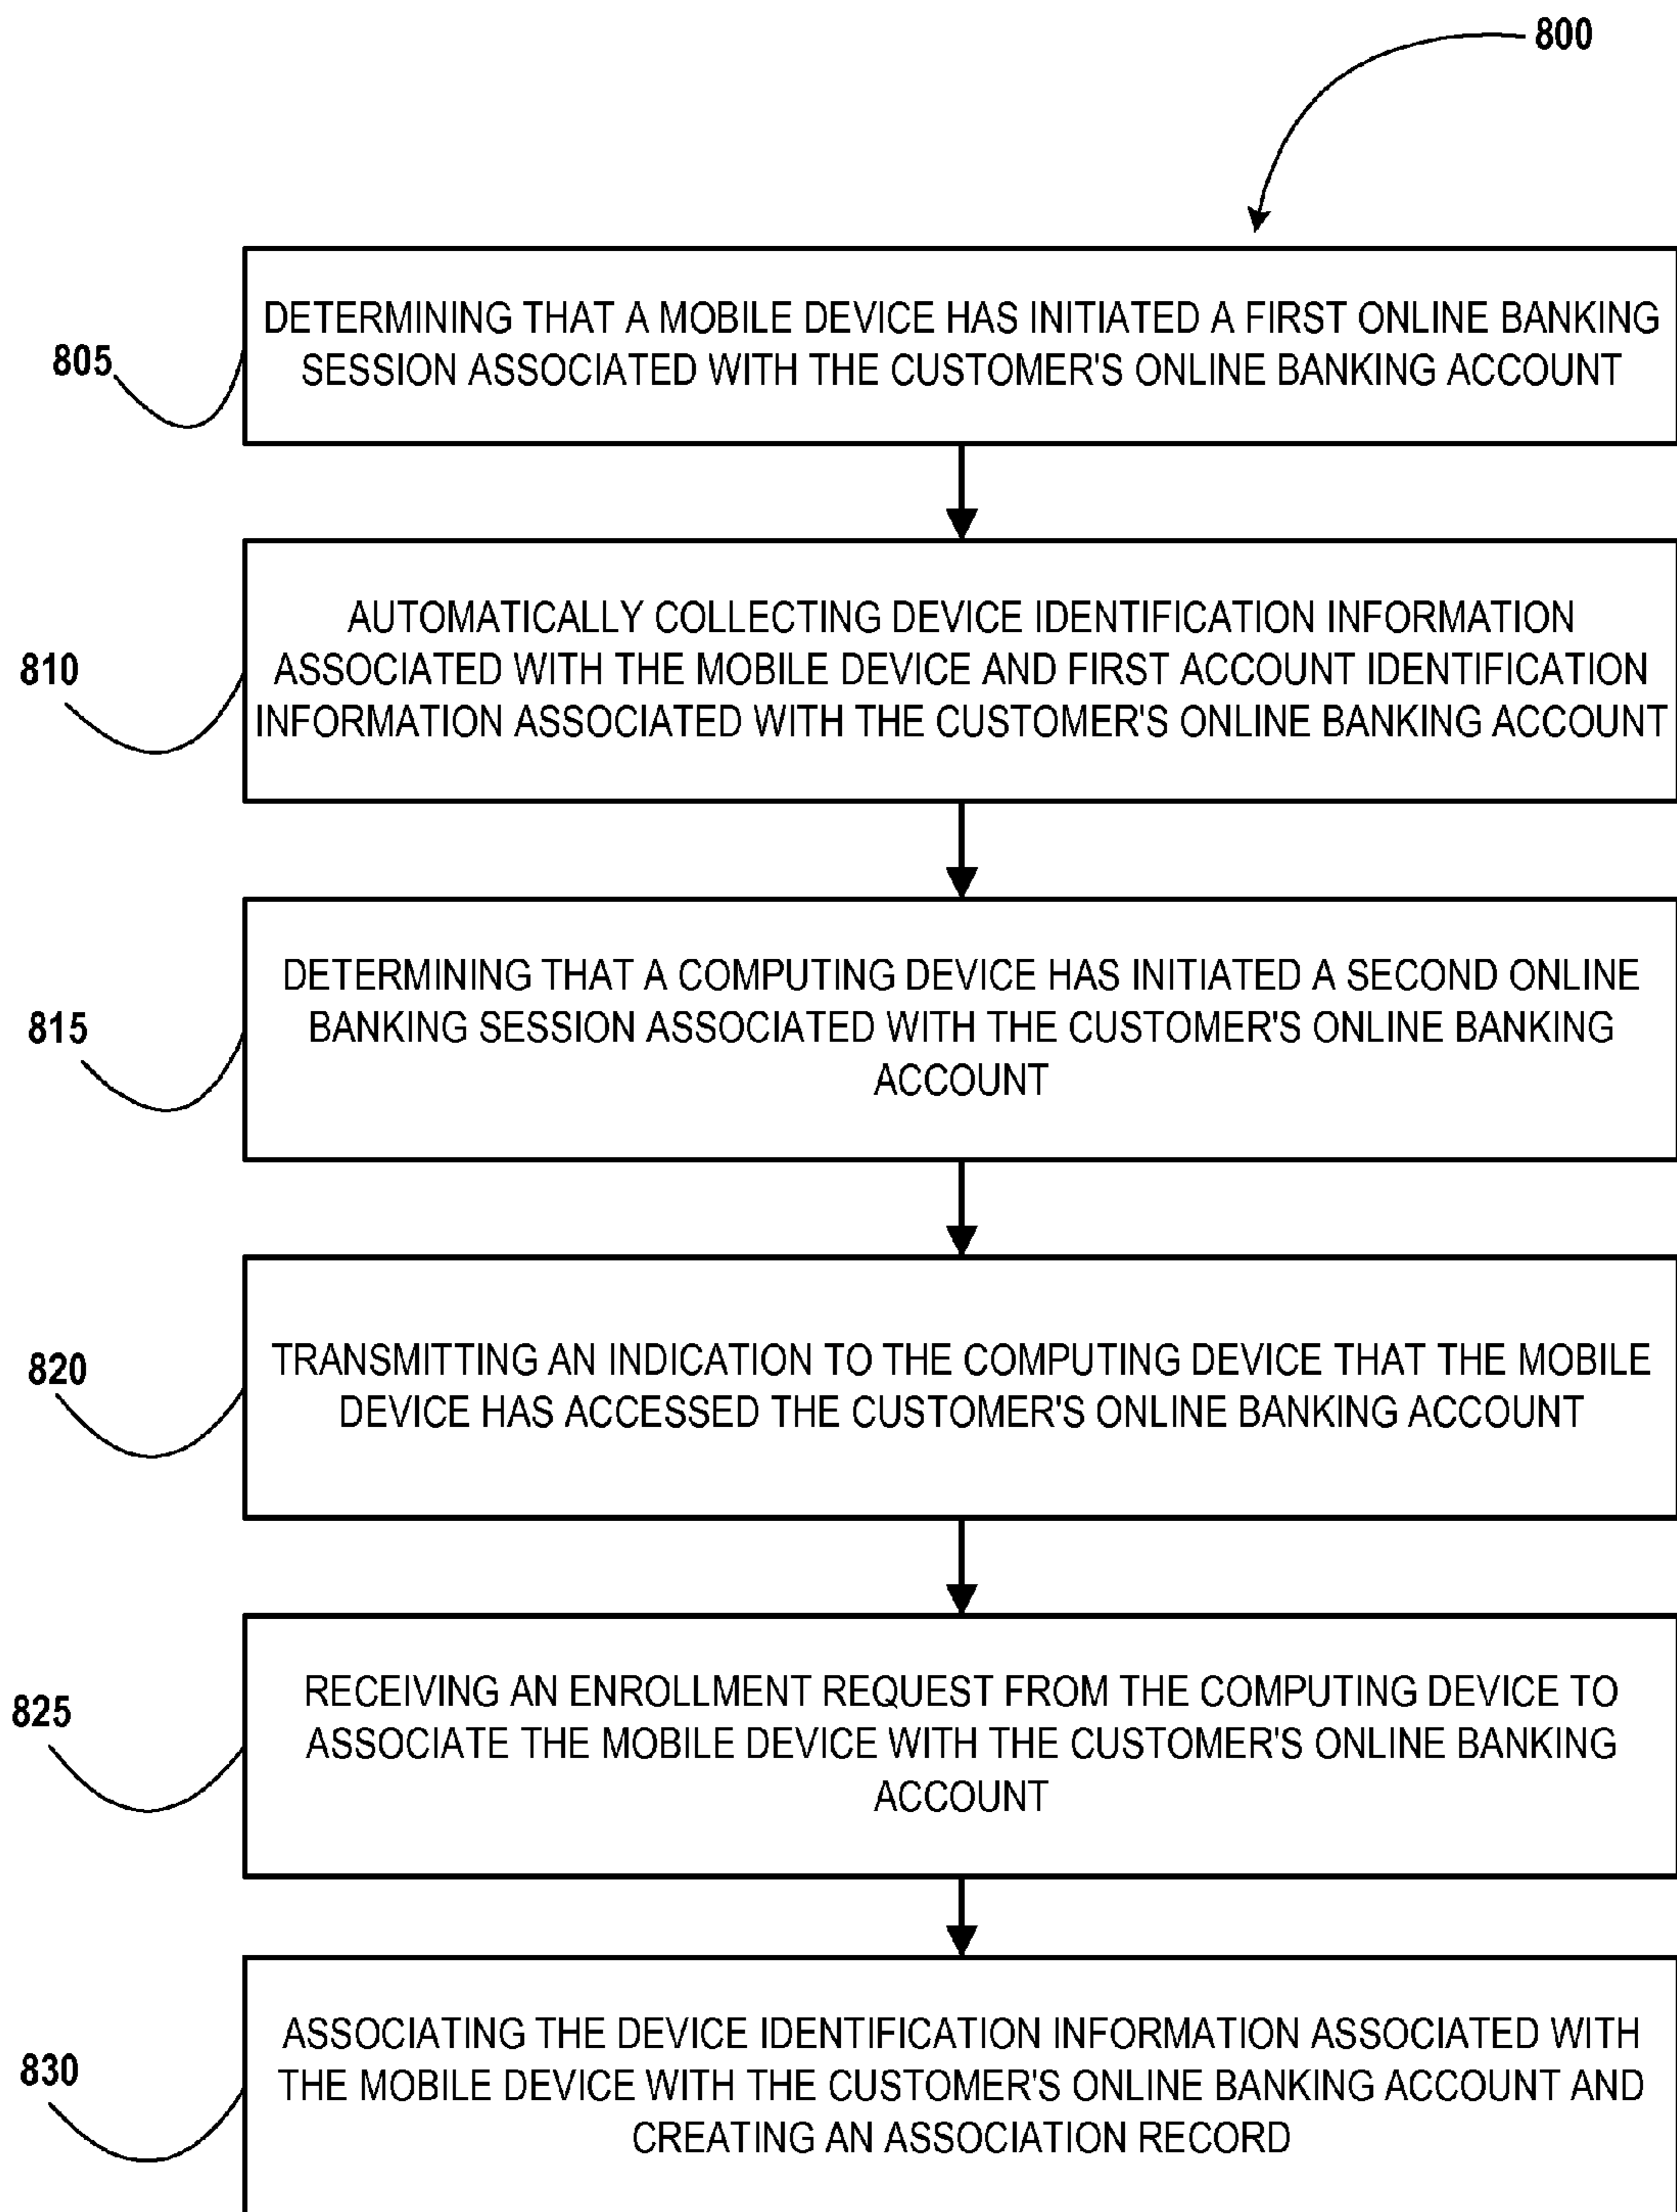 800
805
DETERMINING THAT A MOBILE DEVICE HAS INITIATED A FIRST ONLINE BANKING
SESSION ASSOCIATED WITH THE CUSTOMER'S ONLINE BANKING ACCOUNT
810
AUTOMATICALLY COLLECTING DEVICE IDENTIFICATION INFORMATION
ASSOCIATED WITH THE MOBILE DEVICE AND FIRST ACCOUNT IDENTIFICATION
INFORMATION ASSOCIATED WITH THE CUSTOMER'S ONLINE BANKING ACCOUNT
815
DETERMINING THAT A COMPUTING DEVICE HAS INITIATED A SECOND ONLINE
BANKING SESSION ASSOCIATED WITH THE CUSTOMER'S ONLINE BANKING
ACCOUNT
820
TRANSMITTING AN INDICATION TO THE COMPUTING DEVICE THAT THE MOBILE
DEVICE HAS ACCESSED THE CUSTOMER'S ONLINE BANKING ACCOUNT
825
RECEIVING AN ENROLLMENT REQUEST FROM THE COMPUTING DEVICE TO
ASSOCIATE THE MOBILE DEVICE WITH THE CUSTOMER'S ONLINE BANKING
ACCOUNT
830
ASSOCIATING THE DEVICE IDENTIFICATION INFORMATION ASSOCIATED WITH
THE MOBILE DEVICE WITH THE CUSTOMER'S ONLINE BANKING ACCOUNT AND
CREATING AN ASSOCIATION RECORD